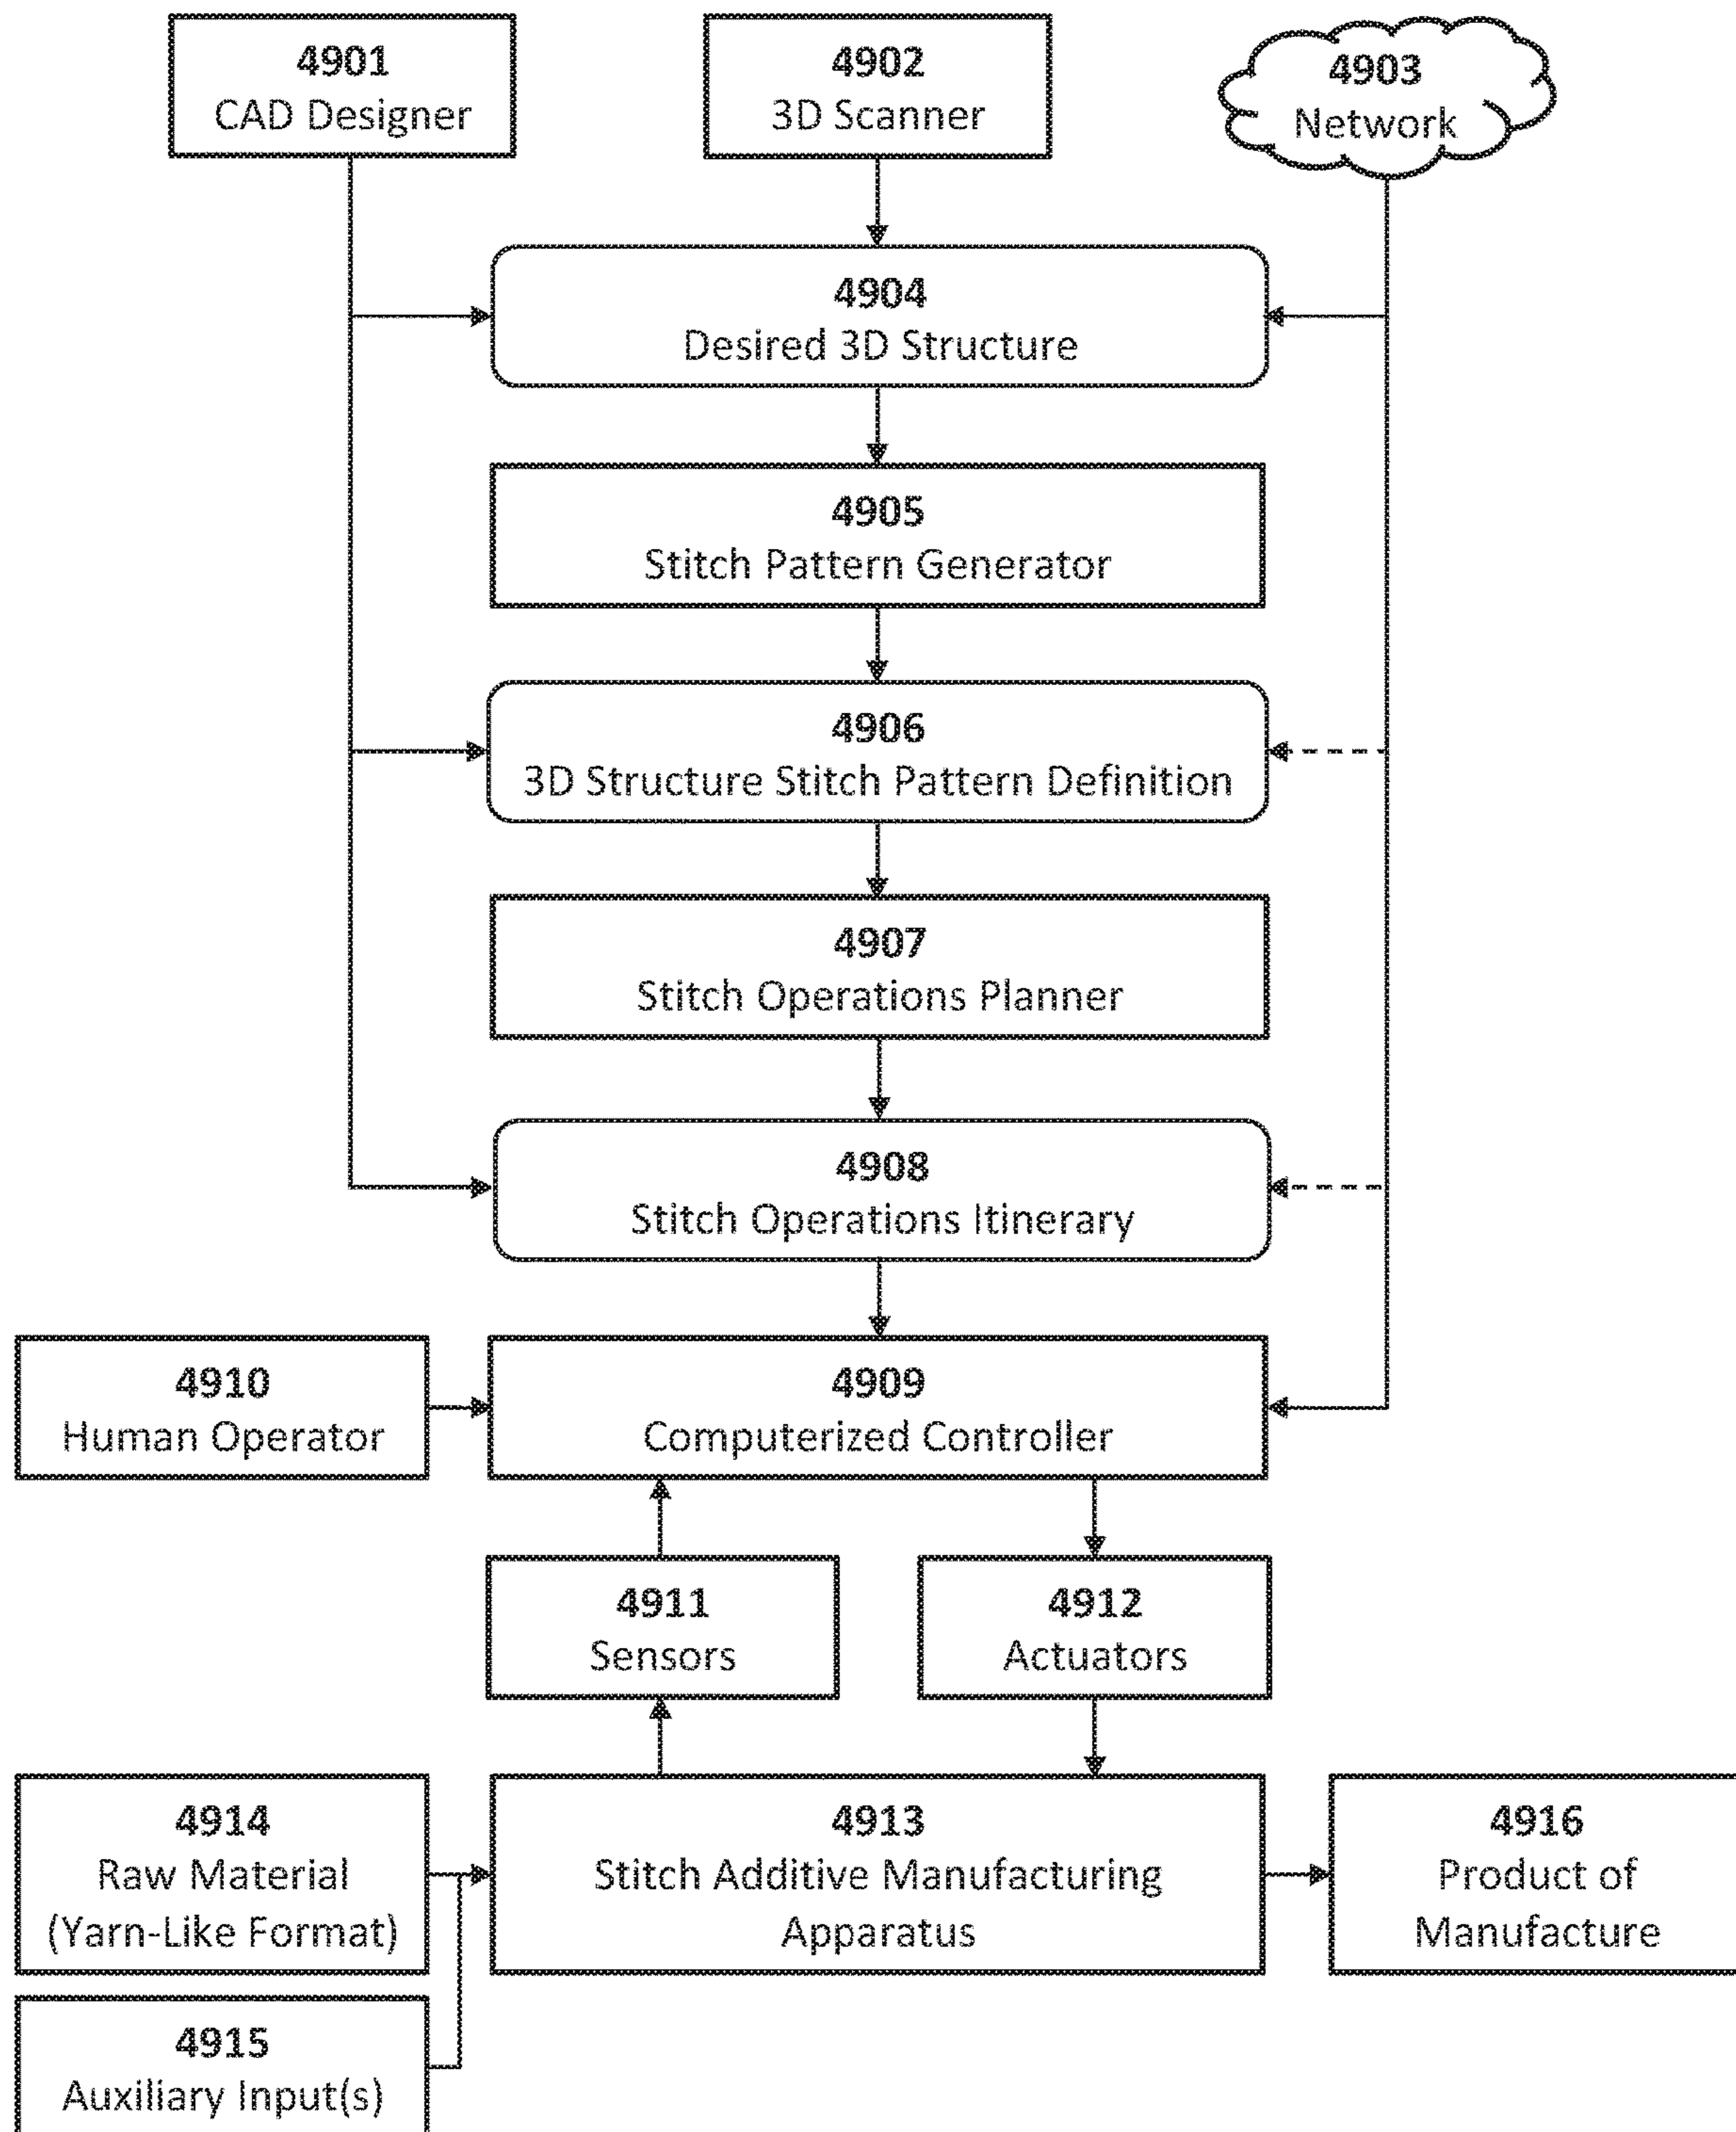 4901
CAD Designer
4902
3D Scanner
4903
Network
4904
Desired 3D Structure
4905
Stitch Pattern Generator
4906
3D Structure Stitch Pattern Definition
4907
Stitch Operations Planner
4908
Stitch Operations Itinerary
4910
Human Operator
4909
Computerized Controller
4911
Sensors
4912
Actuators
4914
Raw Material
(Yarn-Like Format)
4913
Stitch Additive Manufacturing
Apparatus
4916
Product of
Manufacture
4915
Auxiliary Input(s)